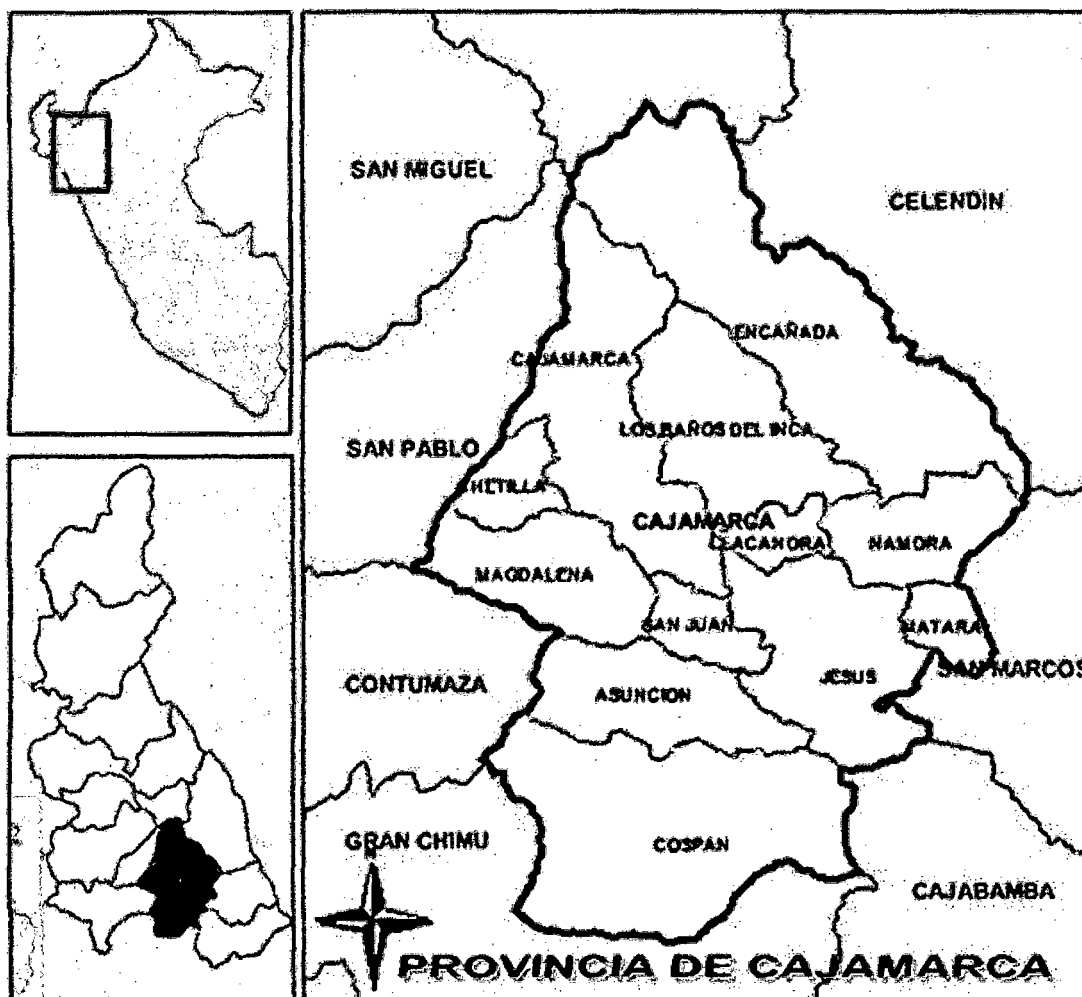 SAN MIGUEL
CELENDIN
ENCAÑADA
CAJAMARCA
LOS BAÑOS DEL INCA
SAN PABLO
CHETILLA
CAJAMARCA
LLACANORA
NAMORA
MAGDALENA
SAN JUAN
MATARA
SAN MARCOS
CONTUMAZA
ASUNCION
JESUS
GRAN CHIMU
COSPAN
N
CAJABAMBA
PROVINCIA DE CAJAMARCA